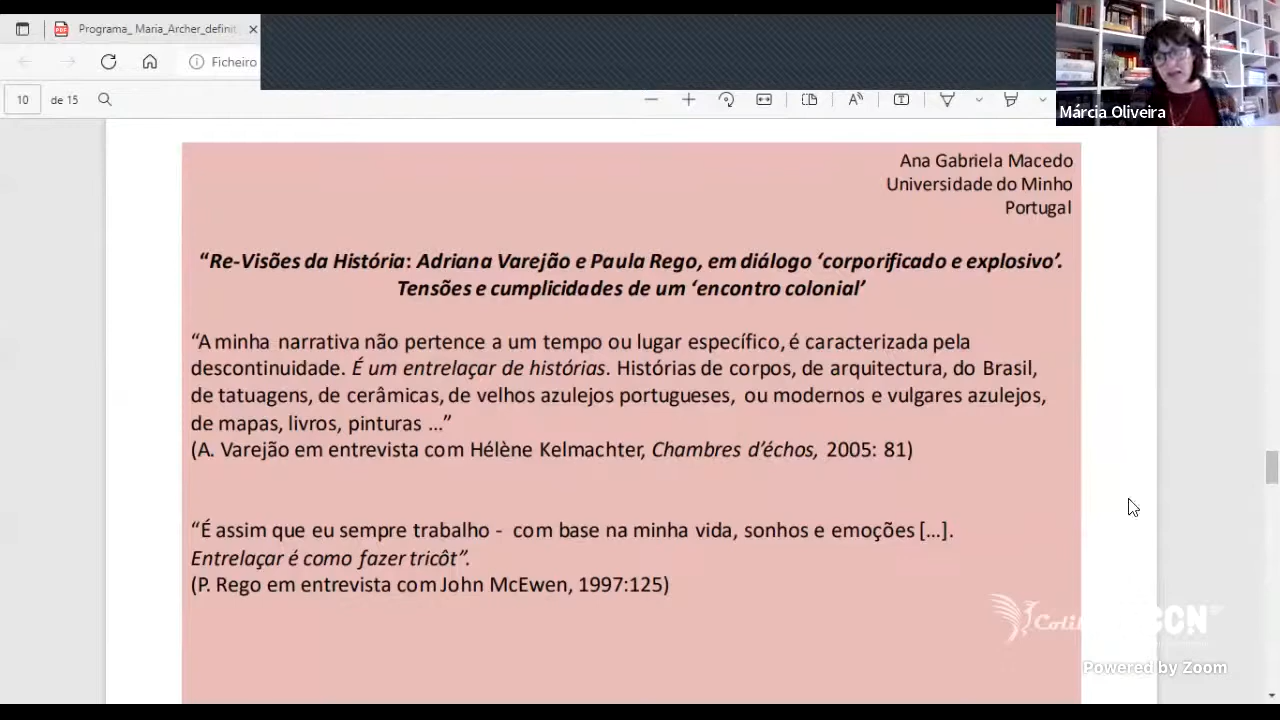 Programa_ Maria_Archer_definit
Ficheiro
10 de 15
Márcia Oliveira
Ana Gabriela Macedo
Universidade do Minho
Portugal
“Re-Visões da História: Adriana Varejão e Paula Rego, em diálogo ‘corporificado e explosivo’.
Tensões e cumplicidades de um ‘encontro colonial’
“A minha narrativa não pertence a um tempo ou lugar específico, é caracterizada pela
descontinuidade. É um entrelaçar de histórias. Histórias de corpos, de arquitectura, do Brasil,
de tatuagens, de cerâmicas, de velhos azulejos portugueses, ou modernos e vulgares azulejos,
de mapas, livros, pinturas ...”
(A. Varejão em entrevista com Hélène Kelmachter, Chambres d’échos, 2005: 81)
“É assim que eu sempre trabalho - com base na minha vida, sonhos e emoções [...].
Entrelaçar é como fazer tricôt”.
(P. Rego em entrevista com John McEwen, 1997:125)
Powered by Zoom